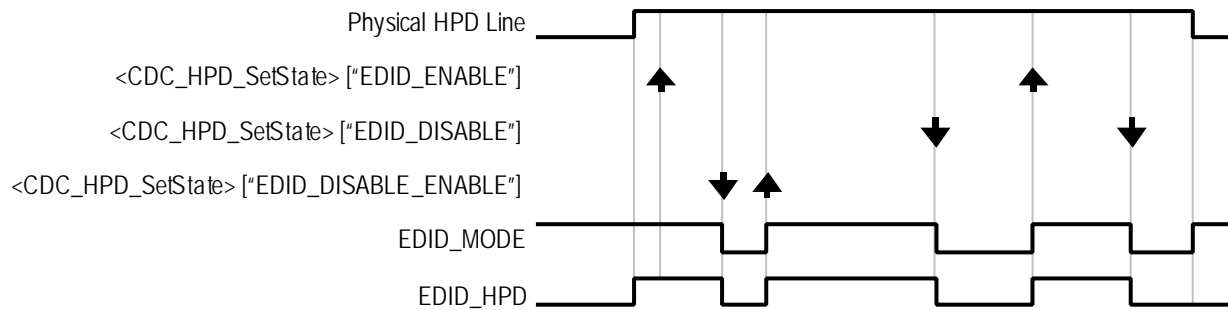 Physical HPD Line
<CDC_HPD_SetState> ["EDID_ENABLE"]
<CDC_HPD_SetState> ["EDID_DISABLE"]
<CDC_HPD_SetState> ["EDID_DISABLE_ENABLE"]
EDID_MODE
EDID_HPD